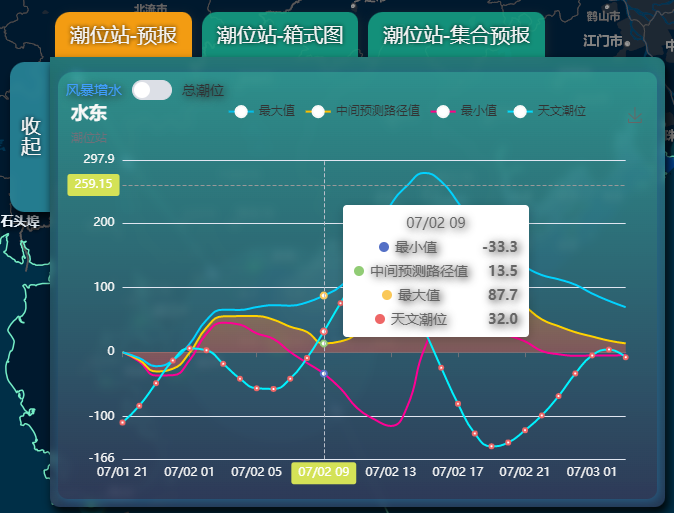 北流市
鹤山市
江门市
潮位站-预报
潮位站-箱式图
潮位站-集合预报
收起
风暴增水
总潮位
水东
最大值
中间预测路径值
最小值
天文潮位
297.9
259.15
200
100
0
-100
-166
石头埠
07/02 09
最小值 -33.3
中间预测路径值 13.5
最大值 87.7
天文潮位 32.0
07/01 21
07/02 01
07/02 05
07/02 09
07/02 13
07/02 17
07/02 21
07/03 01